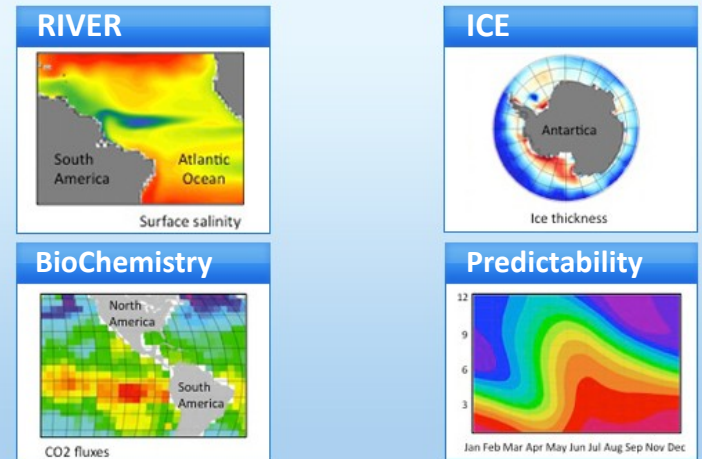 RIVER
South
America
Atlantic
Ocean
Surface salinity
ICE
Antartica
Ice thickness
BioChemistry
North
America
South
America
CO2 fluxes
Predictability
12
9
6
3
Jan Feb Mar Apr May Jun Jul Aug Sep Nov Dec